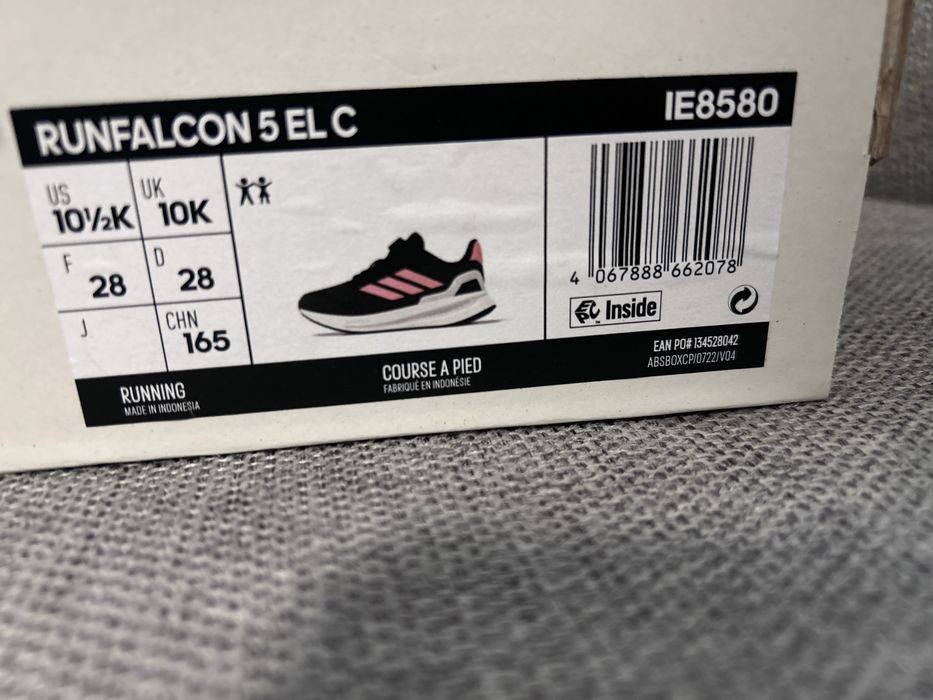 RUNFALCON 5 EL C
IE8580
US
10½K
UK
10K
F
28
D
28
J
CHN
165
4 067888 662078
Inside
TM
RUNNING
MADE IN INDONESIA
COURSE A PIED
FABRIQUÉ EN INDONÉSIE
EAN PO# 134528042
ABSBOXCP/0722/V04